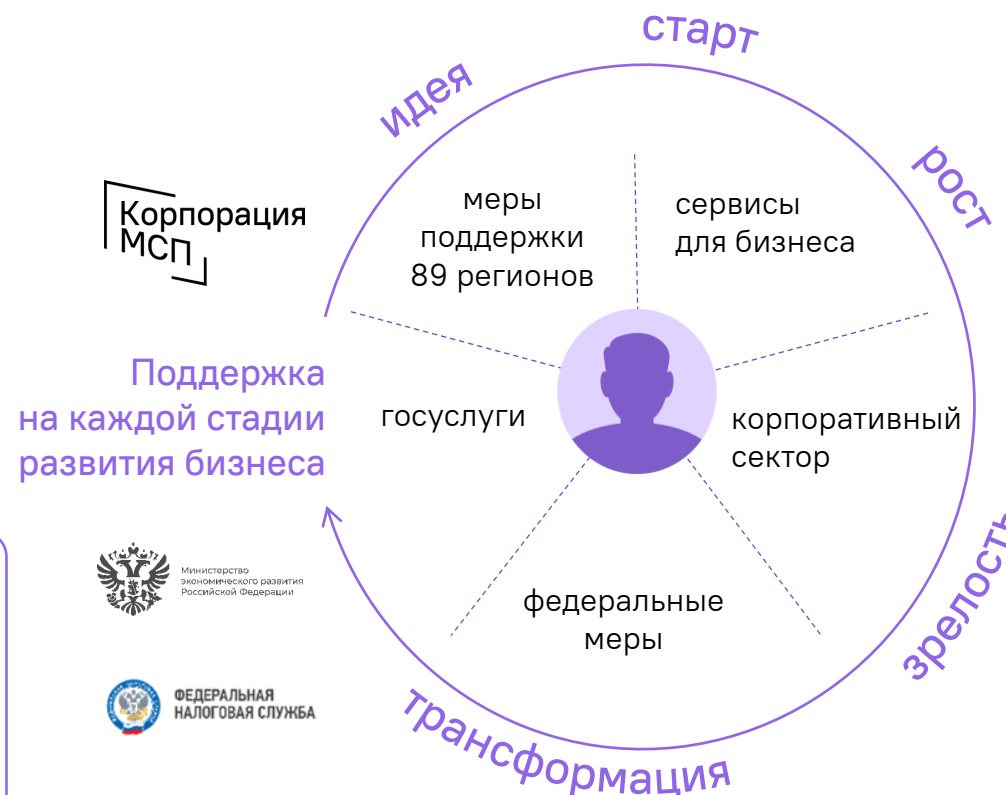 старт
идея
рост
зрелость
трансформация
Корпорация
МСП
меры
поддержки
89 регионов
сервисы
для бизнеса
Поддержка
на каждой стадии
развития бизнеса
госуслуги
корпоративный
сектор
федеральные
меры
Министерство
экономического развития
Российской Федерации
ФЕДЕРАЛЬНАЯ
НАЛОГОВАЯ СЛУЖБА